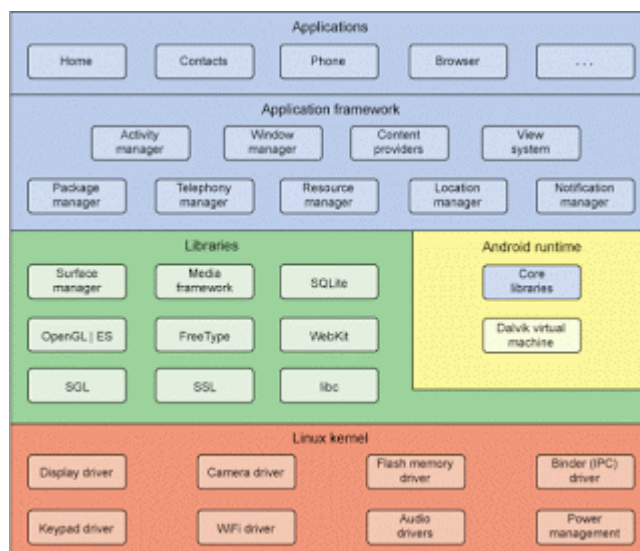 Applications
Home
Contacts
Phone
Browser
...
Application framework
Activity
manager
Window
manager
Content
providers
View
system
Package
manager
Telephony
manager
Resource
manager
Location
manager
Notification
manager
Libraries
Surface
manager
Media
framework
SQLite
OpenGL | ES
FreeType
WebKit
SGL
SSL
libc
Android runtime
Core
libraries
Dalvik virtual
machine
Linux kernel
Display driver
Camera driver
Flash memory
driver
Binder (IPC)
driver
Keypad driver
WiFi driver
Audio
drivers
Power
management